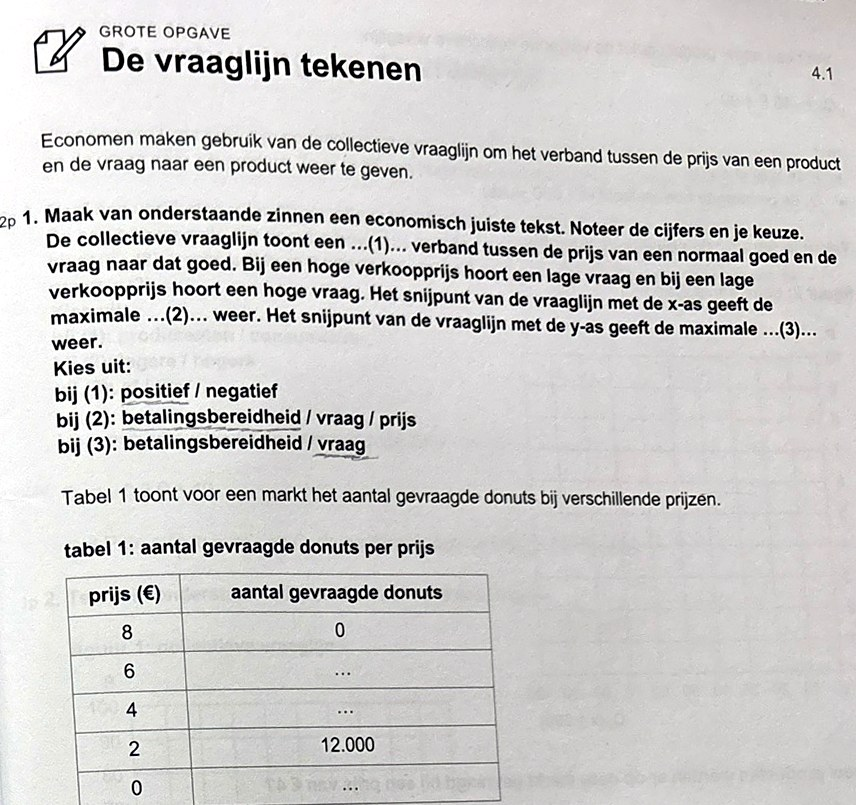 GROTE OPGAVE
De vraaglijn tekenen
4.1
Economen maken gebruik van de collectieve vraaglijn om het verband tussen de prijs van een product
en de vraag naar een product weer te geven.
2p 1. Maak van onderstaande zinnen een economisch juiste tekst. Noteer de cijfers en je keuze.
De collectieve vraaglijn toont een ...(1)... verband tussen de prijs van een normaal goed en de
vraag naar dat goed. Bij een hoge verkoopprijs hoort een lage vraag en bij een lage
verkoopprijs hoort een hoge vraag. Het snijpunt van de vraaglijn met de x-as geeft de
maximale ...(2)... weer. Het snijpunt van de vraaglijn met de y-as geeft de maximale ...(3)...
weer.
Kies uit:
bij (1): positief / negatief
bij (2): betalingsbereidheid / vraag / prijs
bij (3): betalingsbereidheid / vraag
Tabel 1 toont voor een markt het aantal gevraagde donuts bij verschillende prijzen.
tabel 1: aantal gevraagde donuts per prijs
prijs (€) aantal gevraagde donuts
8 0
6 ...
4 ...
2 12.000
0 ...